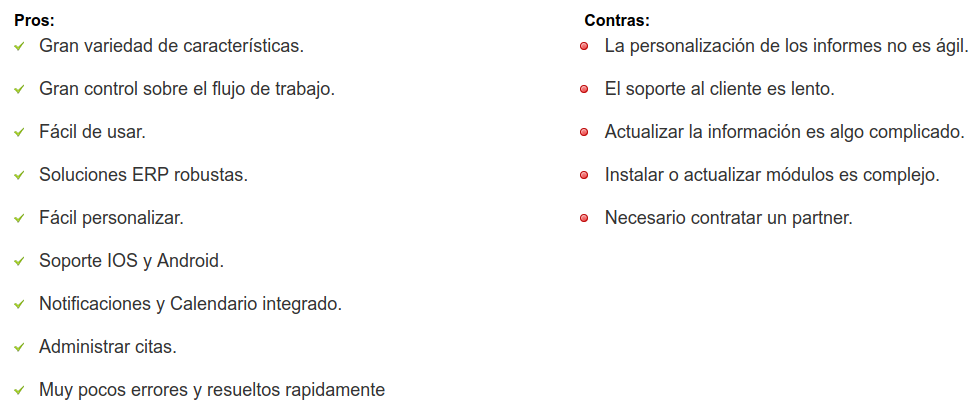 Pros:
Gran variedad de características.
Gran control sobre el flujo de trabajo.
Fácil de usar.
Soluciones ERP robustas.
Fácil personalizar.
Soporte IOS y Android.
Notificaciones y Calendario integrado.
Administrar citas.
Muy pocos errores y resueltos rapidamente
Contras:
La personalización de los informes no es ágil.
El soporte al cliente es lento.
Actualizar la información es algo complicado.
Instalar o actualizar módulos es complejo.
Necesario contratar un partner.